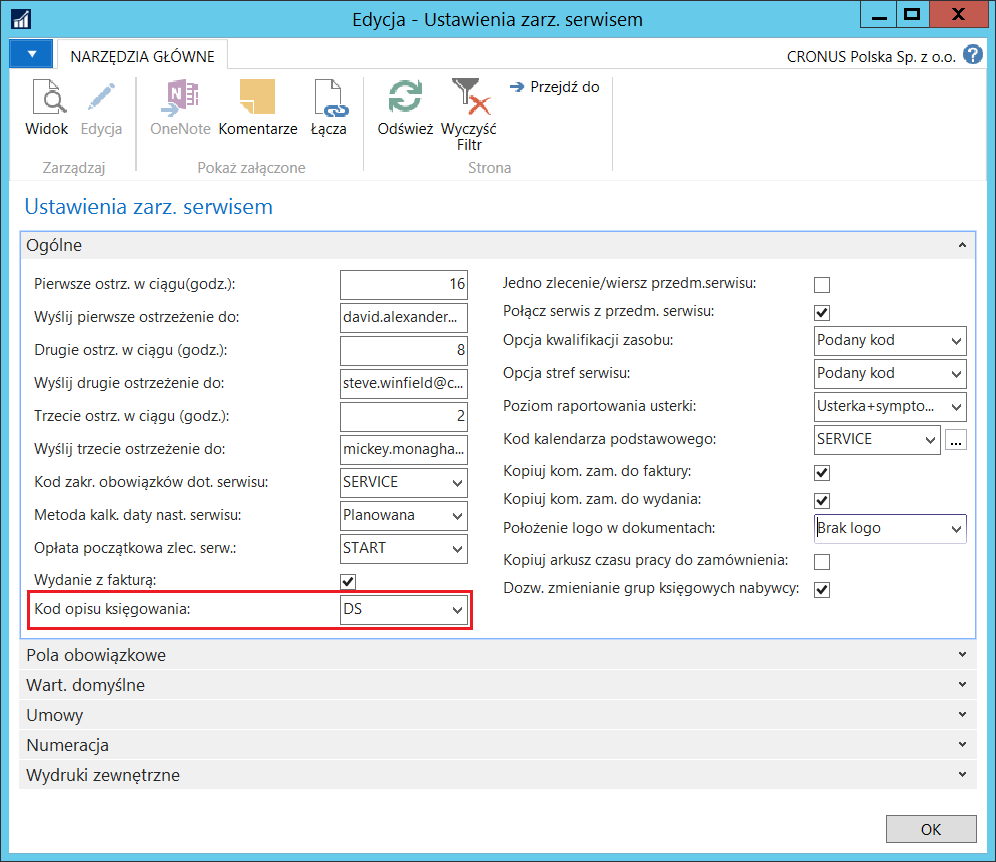 Edycja - Ustawienia zarz. serwisem
X
NARZĘDZIA GŁÓWNE
CRONUS Polska Sp. z o.o.
?
Widok
Edycja
Zarządzaj
OneNote
Komentarze
Łącza
Pokaż załączone
Odśwież
Wyczyść
Filtr
Przejdź do
Strona
Ustawienia zarz. serwisem
Ogólne
Pierwsze ostrz. w ciągu(godz.): 16
Wyślij pierwsze ostrzeżenie do: david.alexander...
Drugie ostrz. w ciągu (godz.): 8
Wyślij drugie ostrzeżenie do: steve.winfield@c...
Trzecie ostrz. w ciągu (godz.): 2
Wyślij trzecie ostrzeżenie do: mickey.monagha...
Kod zakr. obowiązków dot. serwisu: SERVICE
Metoda kalk. daty nast. serwisu: Planowana
Opłata początkowa zlec. serw.: START
Wydanie z fakturą:
Kod opisu księgowania: DS
Jedno zlecenie/wiersz przedm.serwisu:
Połącz serwis z przedm. serwisu:
Opcja kwalifikacji zasobu: Podany kod
Opcja stref serwisu: Podany kod
Poziom raportowania usterki: Usterka+sympto...
Kod kalendarza podstawowego: SERVICE ...
Kopiuj kom. zam. do faktury:
Kopiuj kom. zam. do wydania:
Położenie logo w dokumentach: Brak logo
Kopiuj arkusz czasu pracy do zamównienia:
Dozw. zmienianie grup księgowych nabywcy:
Pola obowiązkowe
Wart. domyślne
Umowy
Numeracja
Wydruki zewnętrzne
OK